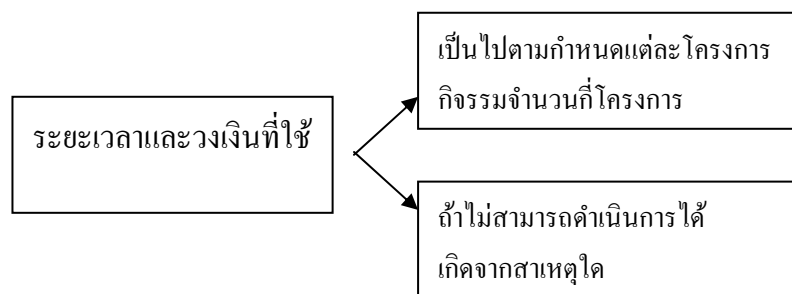 ระยะเวลาและวงเงินที่ใช้
เป็นไปตามกำหนดแต่ละโครงการ
กิจรรมจำนวนกี่โครงการ
ถ้าไม่สามารถดำเนินการได้
เกิดจากสาเหตุใด